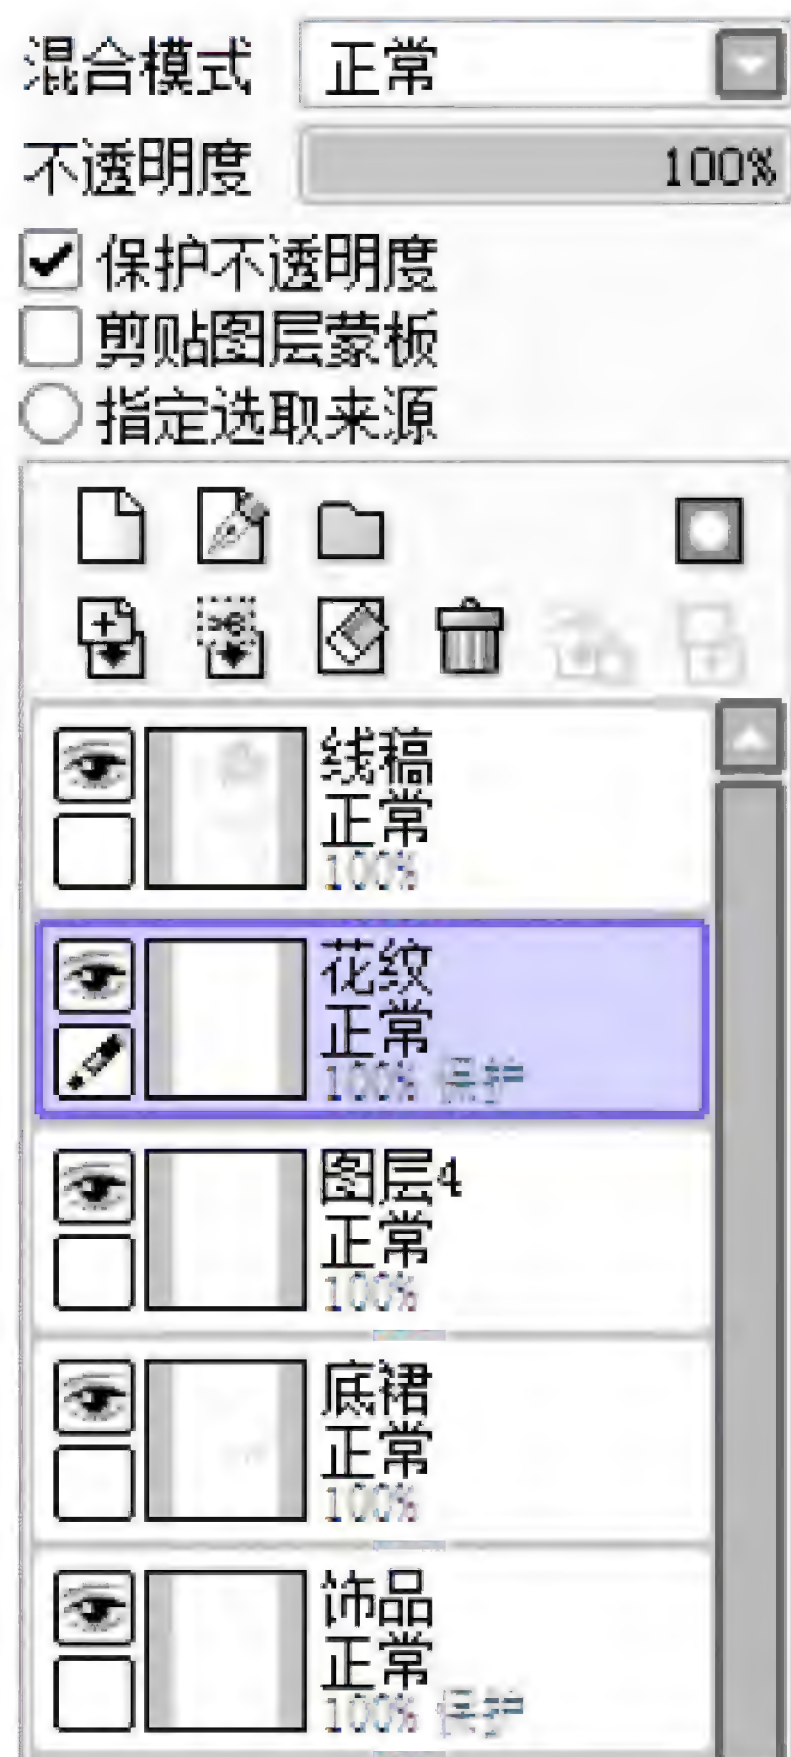 混合模式 正常
不透明度 100%
保护不透明度
剪贴图层蒙板
指定选取来源
线稿
正常
100%
花纹
正常
100% 保护
图层4
正常
100%
底裙
正常
100%
饰品
正常
100% 保护